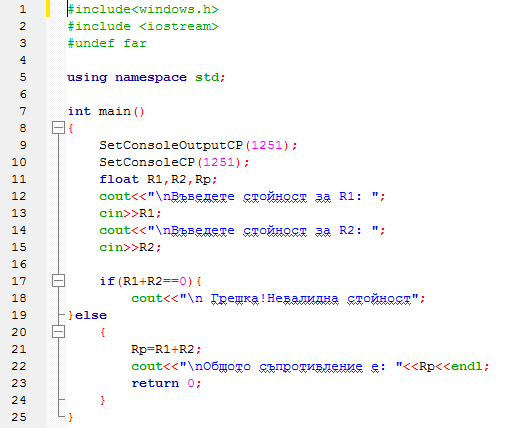 1 #include<windows.h>
2 #include <iostream>
3 #undef far
4
5 using namespace std;
6
7 int main()
8 {
9 SetConsoleOutputCP(1251);
10 SetConsoleCP(1251);
11 float R1,R2,Rp;
12 cout<<"\nВъведете стойност за R1: ";
13 cin>>R1;
14 cout<<"\nВъведете стойност за R2: ";
15 cin>>R2;
16
17 if(R1+R2==0){
18 cout<<"\n Грешка!Невалидна стойност";
19 }else
20 {
21 Rp=R1+R2;
22 cout<<"\nОбщото съпротивление е: "<<Rp<<endl;
23 return 0;
24 }
25 }